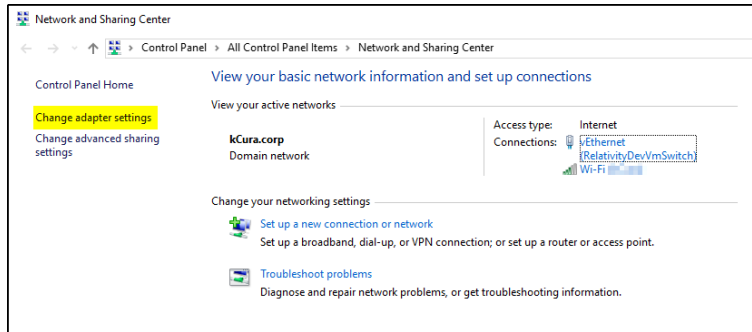 Network and Sharing Center
Control Panel > All Control Panel Items > Network and Sharing Center
Control Panel Home
Change adapter settings
Change advanced sharing
settings
View your basic network information and set up connections
View your active networks
kCura.corp
Domain network
Access type: Internet
Connections: vEthernet
(RelativityDevVmSwitch)
Wi-Fi
Change your networking settings
Set up a new connection or network
Set up a broadband, dial-up, or VPN connection; or set up a router or access point.
Troubleshoot problems
Diagnose and repair network problems, or get troubleshooting information.